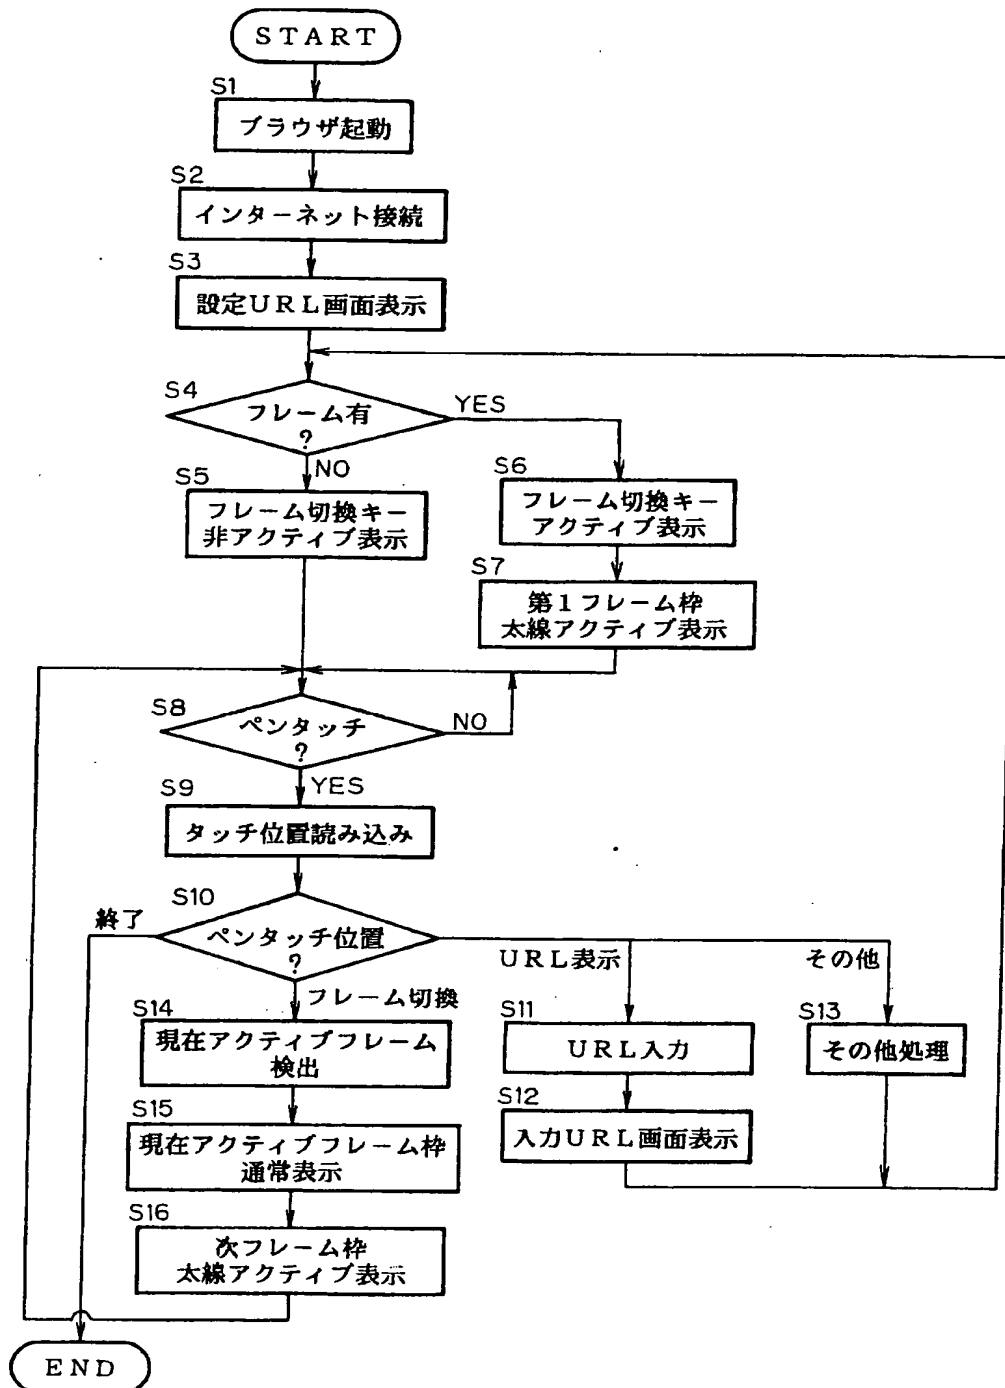 START
S1
ブラウザ起動
S2
インターネット接続
S3
設定URL画面表示
S4
フレーム有
?
YES
NO
S5
フレーム切換キー
非アクティブ表示
S6
フレーム切換キー
アクティブ表示
S7
第1フレーム枠
太線アクティブ表示
S8
ペンタッチ
?
NO
YES
S9
タッチ位置読み込み
S10
ペンタッチ位置
?
終了
フレーム切換
URL表示
その他
S11
URL入力
S12
入力URL画面表示
S13
その他処理
S14
現在アクティブフレーム
検出
S15
現在アクティブフレーム枠
通常表示
S16
次フレーム枠
太線アクティブ表示
END